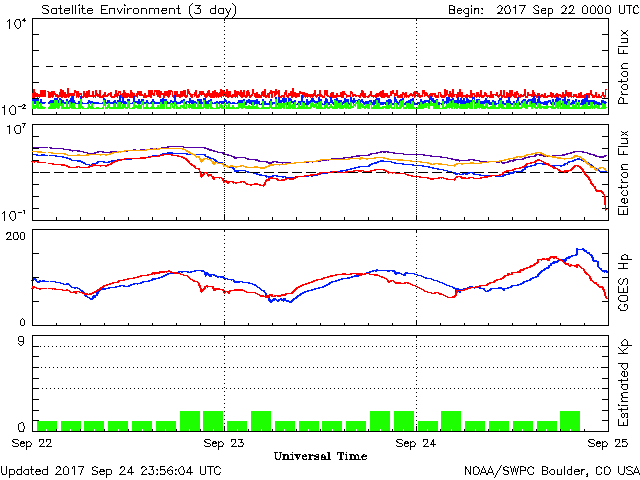 Satellite Environment (3 day) Begin: 2017 Sep 22 0000 UTC
10⁴
10⁻²
Proton Flux
10⁷
10⁻¹
Electron Flux
200
0
GOES Hp
9
0
Estimated Kp
Sep 22 Sep 23 Sep 24 Sep 25
Universal Time
Updated 2017 Sep 24 23:56:04 UTC NOAA/SWPC Boulder, CO USA